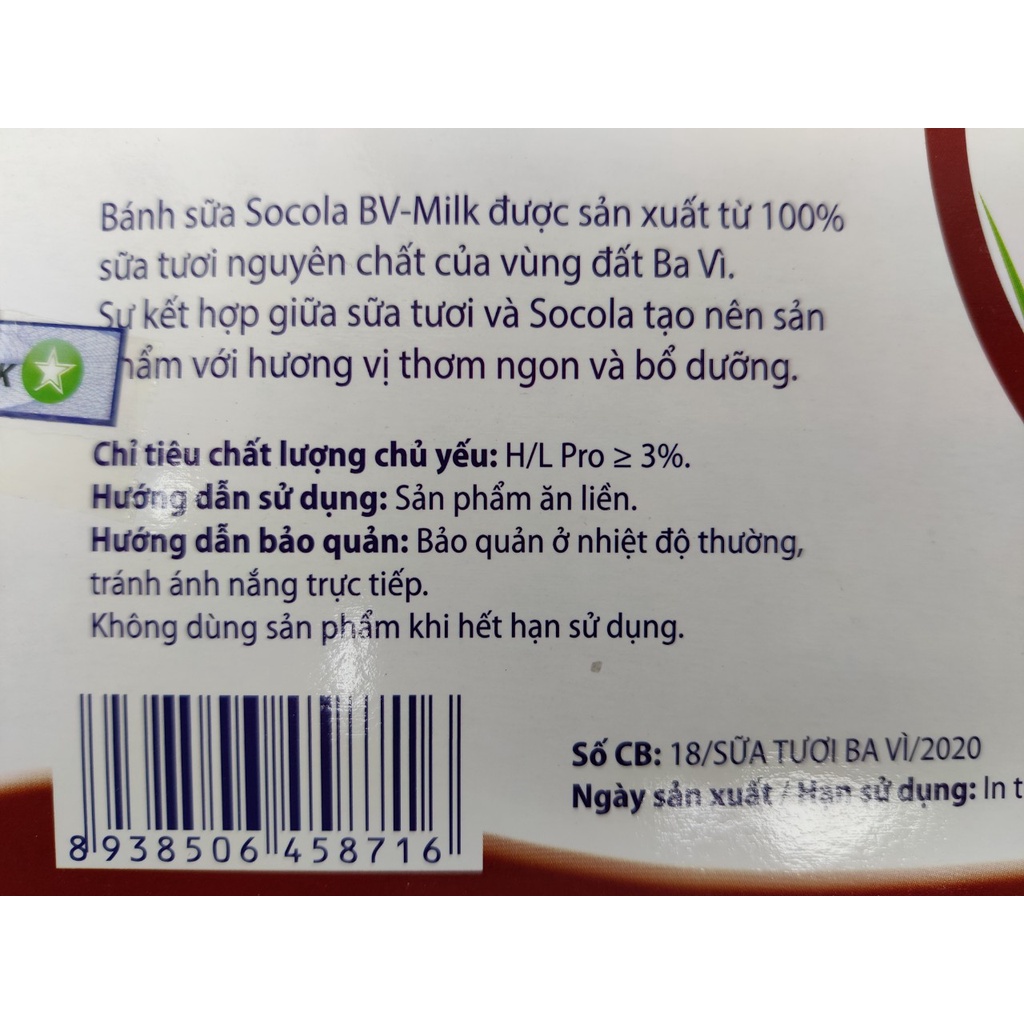 Bánh sữa Socola BV-Milk được sản xuất từ 100%
sữa tươi nguyên chất của vùng đất Ba Vì.
Sự kết hợp giữa sữa tươi và Socola tạo nên sản
K
hẩm với hương vị thơm ngon và bổ dưỡng.
Chỉ tiêu chất lượng chủ yếu: H/L Pro ≥ 3%.
Hướng dẫn sử dụng: Sản phẩm ăn liền.
Hướng dẫn bảo quản: Bảo quản ở nhiệt độ thường,
tránh ánh nắng trực tiếp.
Không dùng sản phẩm khi hết hạn sử dụng.
Số CB: 18/SỮA TƯƠI BA VÌ/2020
Ngày sản xuất / Hạn sử dụng: In t
8 938506 458716